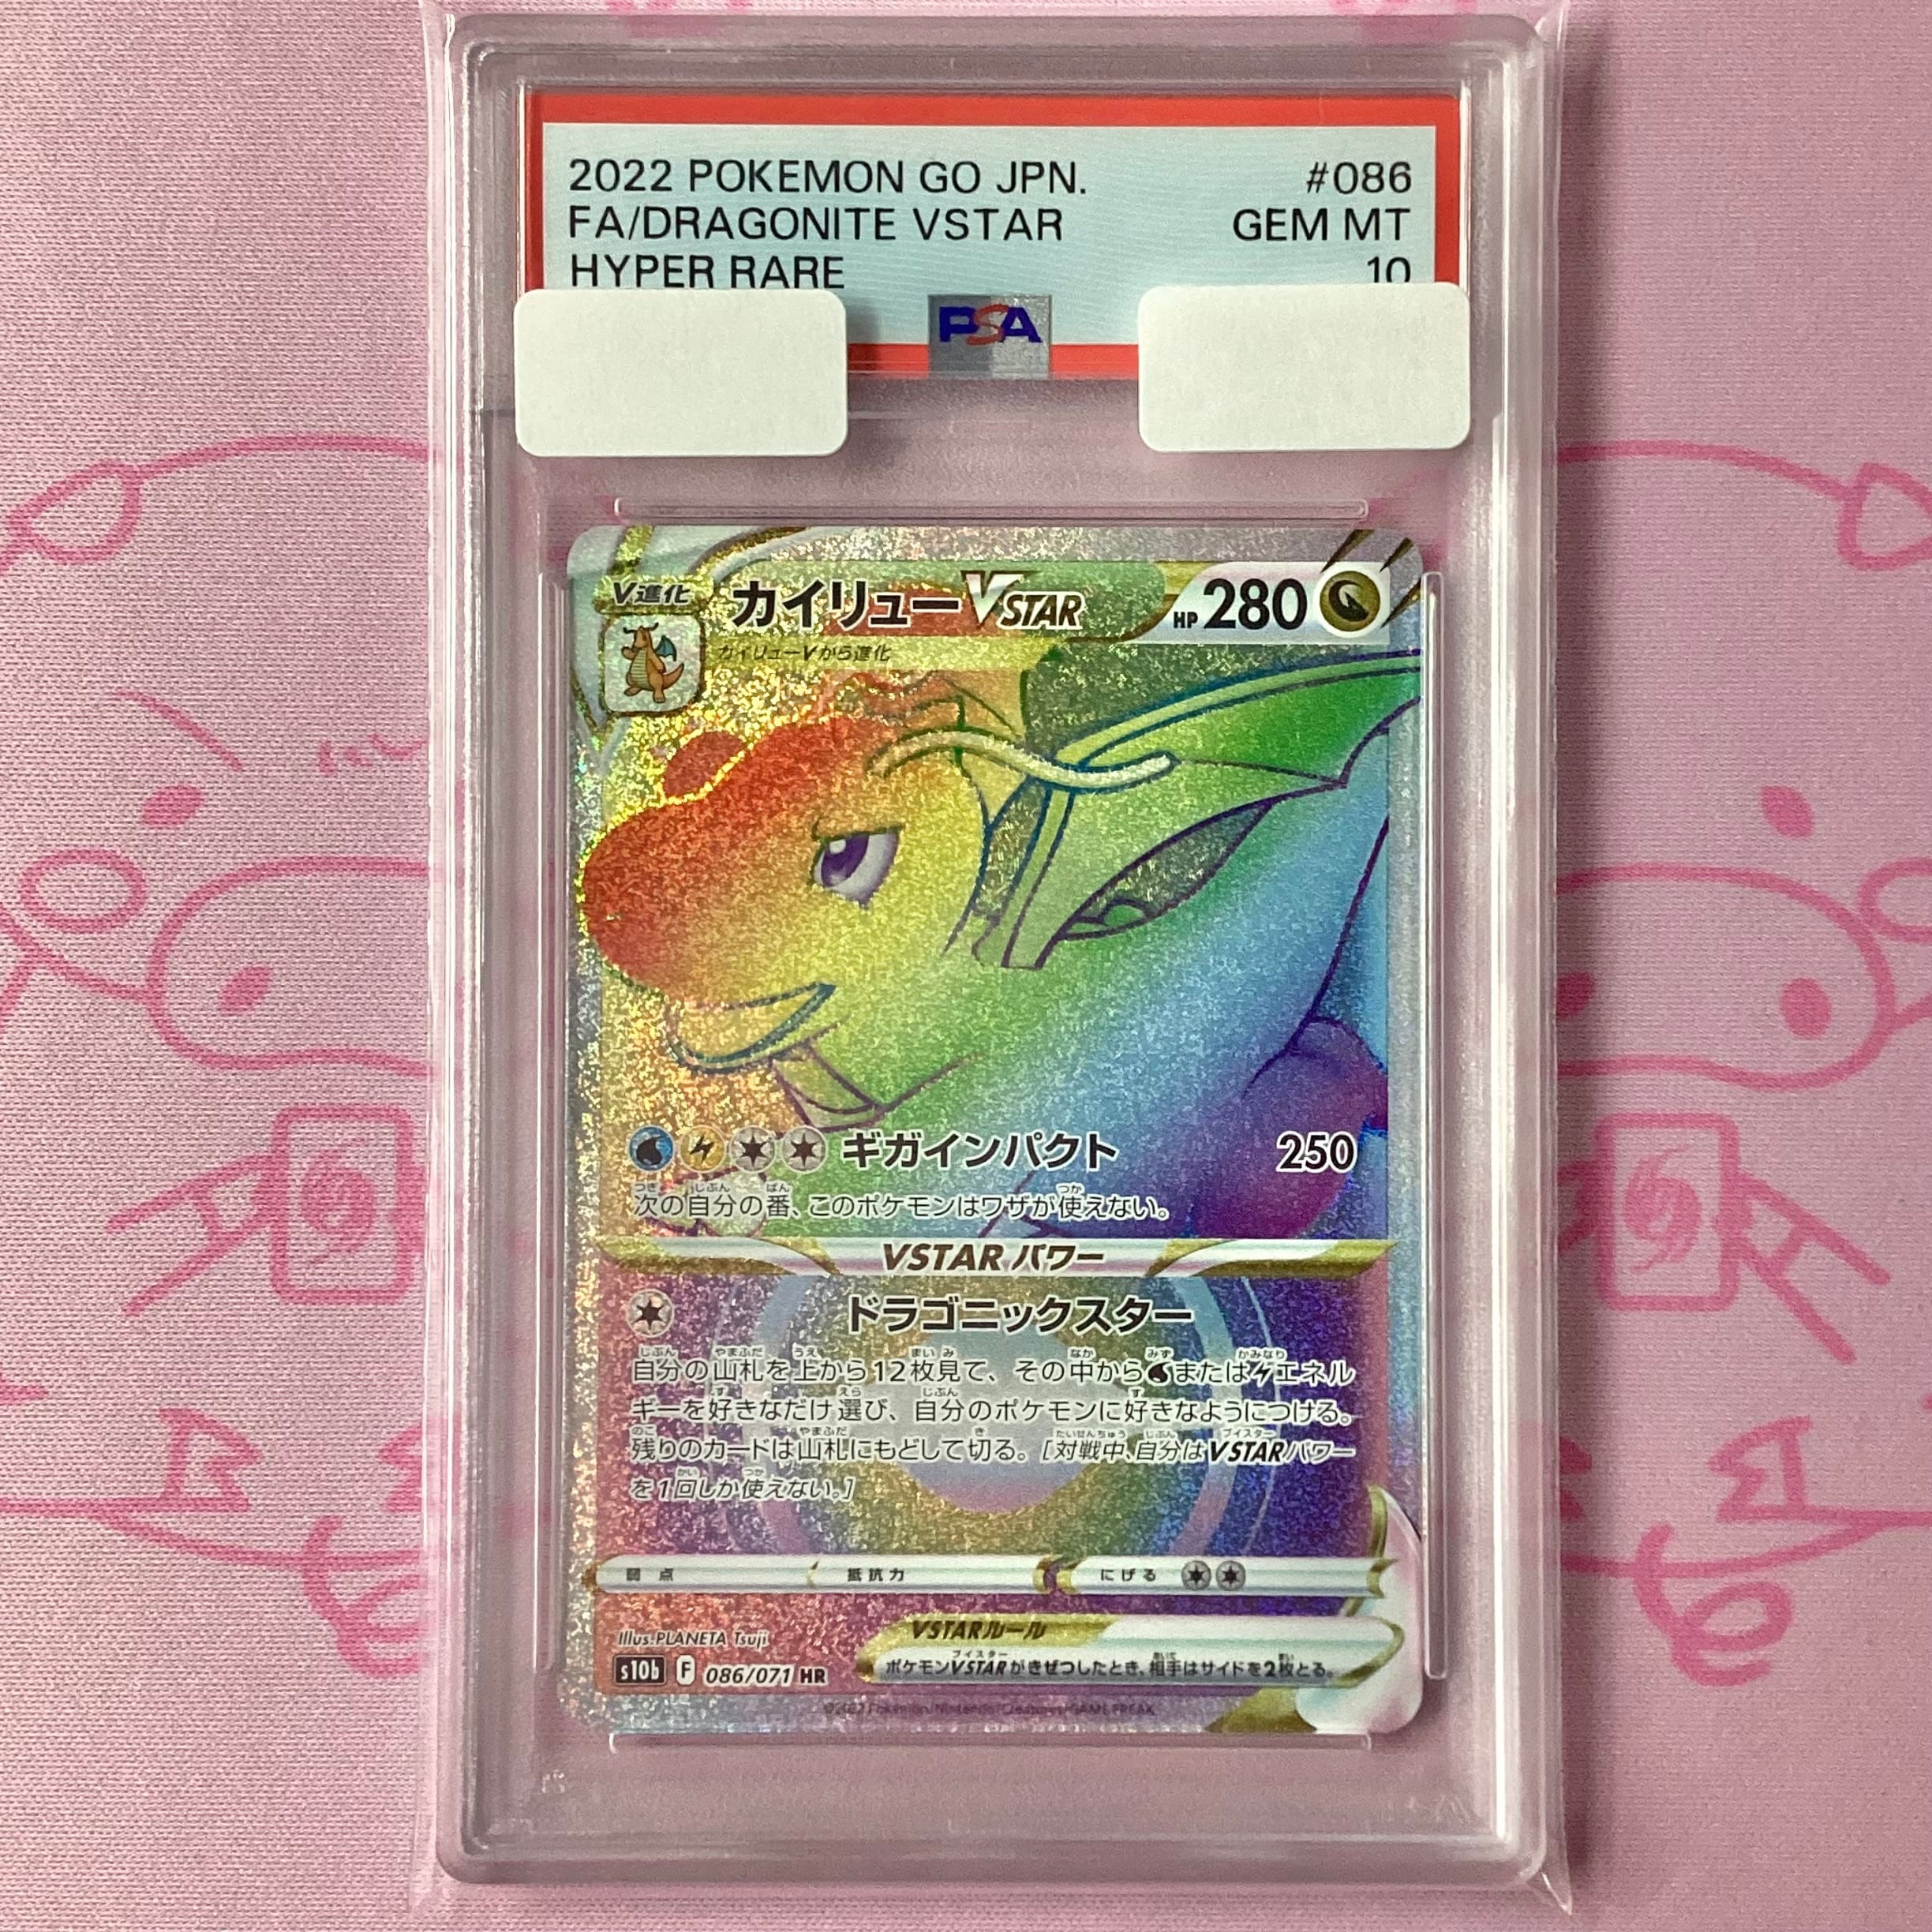 2022 POKEMON GO JPN. #086
FA/DRAGONITE VSTAR GEM MT
HYPER RARE 10
PSA
V進化 カイリューVSTAR HP 280
カイリューVから進化
ギガインパクト 250
次の自分の番、このポケモンはワザが使えない。
VSTARパワー
ドラゴニックスター
自分の山札を上から12枚見て、その中からまたはエネル
ギーを好きなだけ選び、自分のポケモンに好きなようにつける。
残りのカードは山札にもどして切る。[対戦中、自分はVSTARパワー
を1回しか使えない。]
弱点 抵抗力 にげる
Illus.PLANETA Tsuji
VSTARルール
s10b F 086/071 HR
ポケモンVSTARがきぜつしたとき、相手はサイドを2枚とる。
©2022 Pokémon/Nintendo/Creatures/GAME FREAK